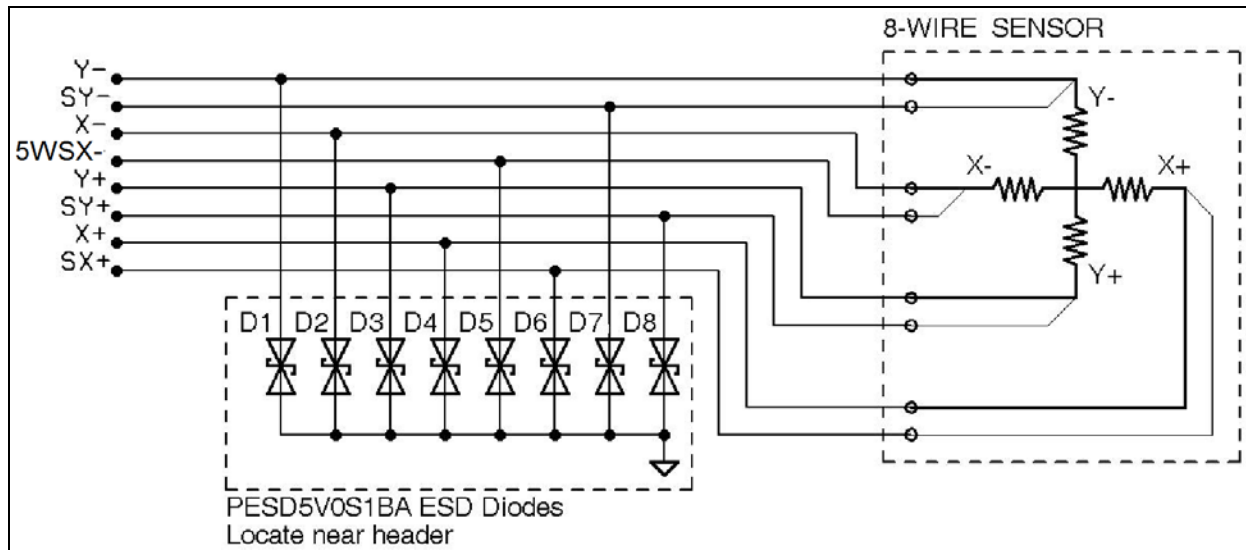 8-WIRE SENSOR
Y-
SY-
X-
5WSX-
Y+
SY+
X+
SX+
Y-
X-
X+
Y+
D1 D2 D3 D4 D5 D6 D7 D8
PESD5V0S1BA ESD Diodes
Locate near header